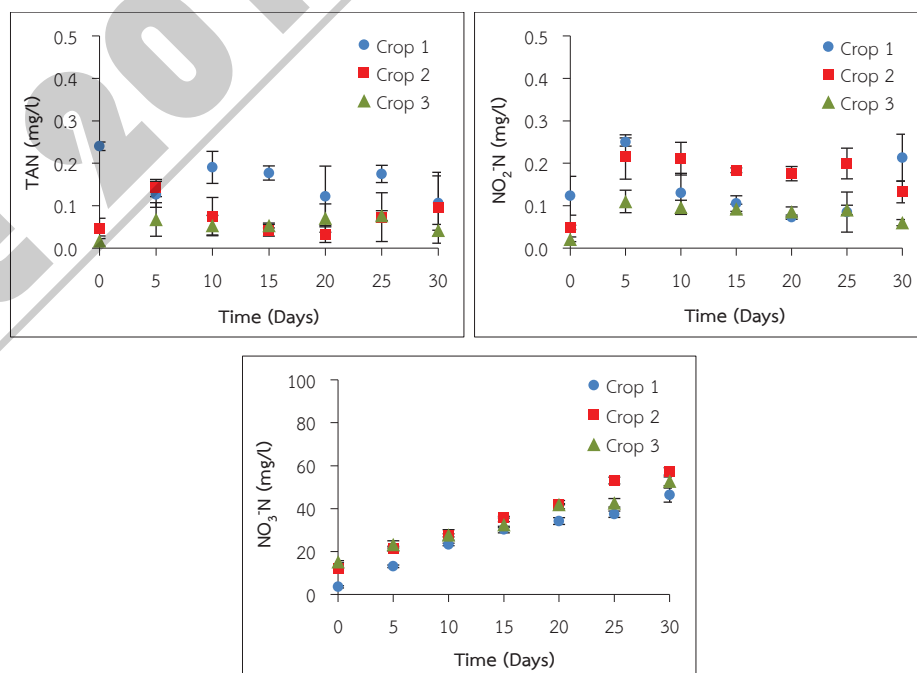 0.5
0.4
0.3
0.2
0.1
0.0
TAN (mg/l)
Crop 1
Crop 2
Crop 3
0 5 10 15 20 25 30
Time (Days)
0.5
0.4
0.3
0.2
0.1
0.0
NO₂⁻N (mg/l)
Crop 1
Crop 2
Crop 3
0 5 10 15 20 25 30
Time (Days)
100
80
60
40
20
0
NO₃⁻N (mg/l)
Crop 1
Crop 2
Crop 3
0 5 10 15 20 25 30
Time (Days)